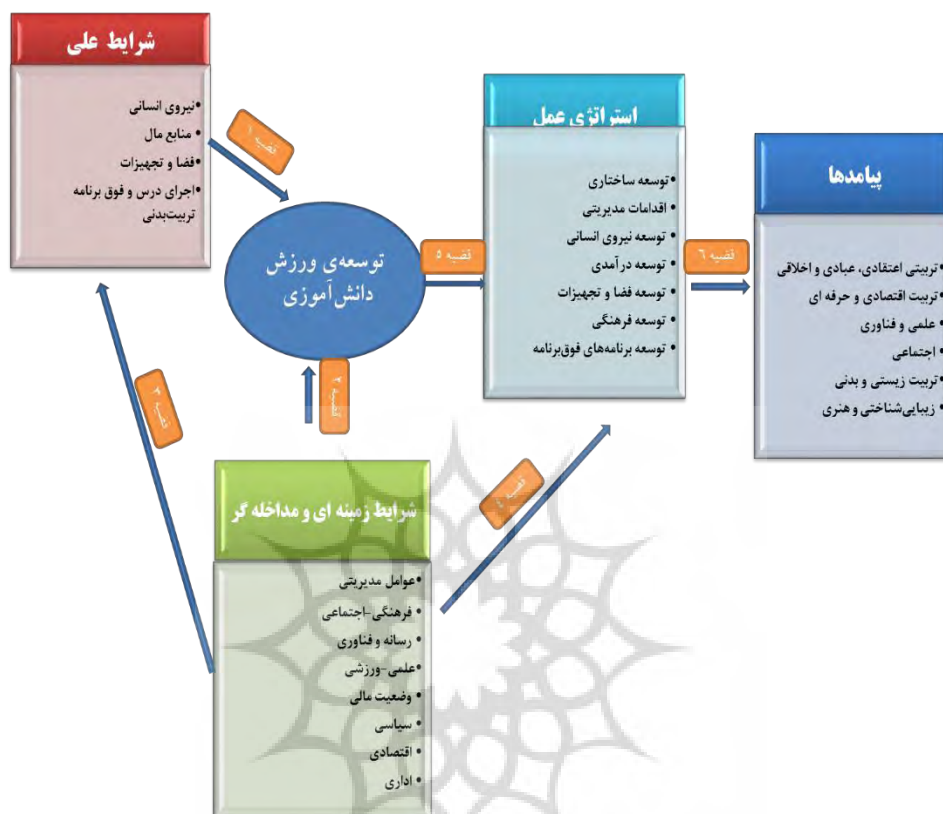 شرایط علی
•نیروی انسانی
• منابع مال
•فضا و تجهیزات
•اجرای درس و فوق برنامه
تربیت‌بدنی
قضیه ۱
توسعه‌ی ورزش
دانش‌آموزی
قضیه ۲
قضیه ۳
شرایط زمینه ای و مداخله گر
•عوامل مدیریتی
• فرهنگی-اجتماعی
• رسانه و فناوری
•علمی-ورزشی
•وضعیت مالی
• سیاسی
• اقتصادی
• اداری
قضیه
قضیه ۵
استراتژی عمل
•توسعه ساختاری
• اقدامات مدیریتی
• توسعه نیروی انسانی
• توسعه درآمدی
• توسعه فضا و تجهیزات
• توسعه فرهنگی
• توسعه برنامه‌های فوق‌برنامه
قضیه ٦
پیامدها
•تربیتی اعتقادی، عبادی و اخلاقی
•تربیت اقتصادی و حرفه ای
• علمی و فناوری
• اجتماعی
•تربیت زیستی و بدنی
• زیبایی‌شناختی و هنری